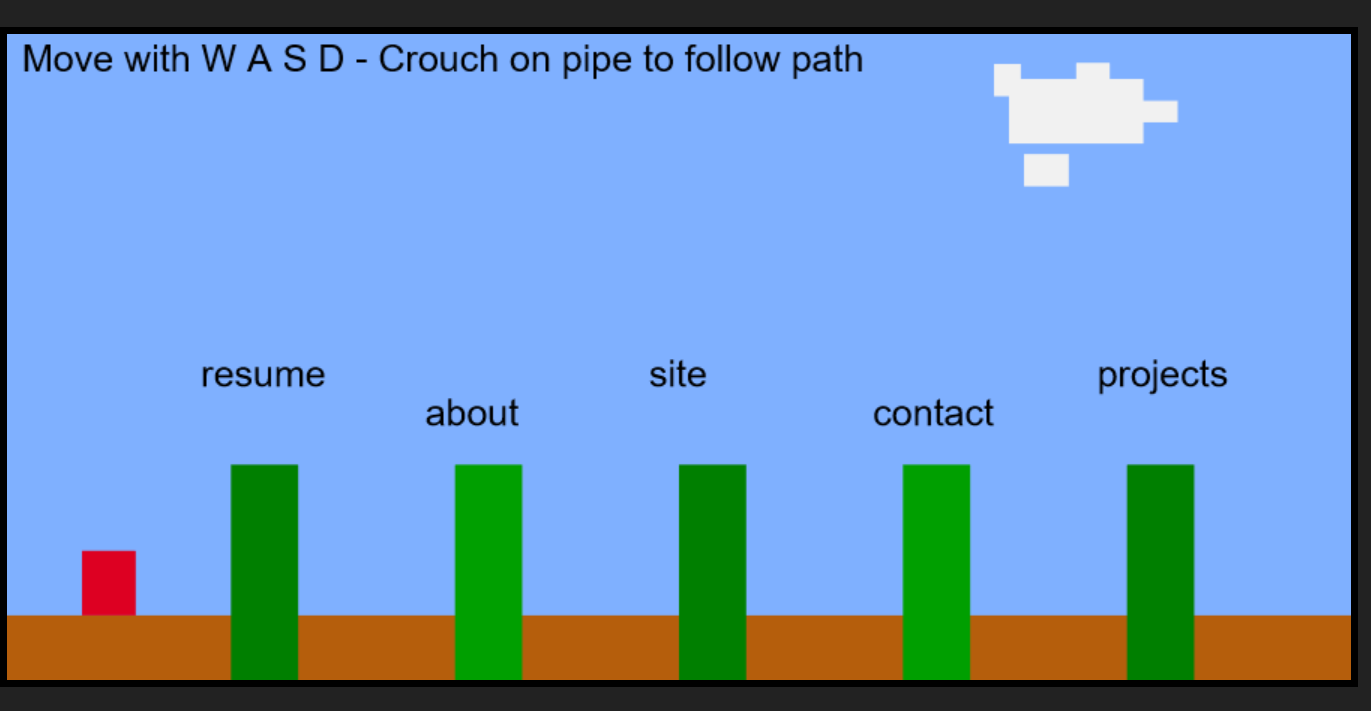 Move with W A S D - Crouch on pipe to follow path
resume
about
site
contact
projects